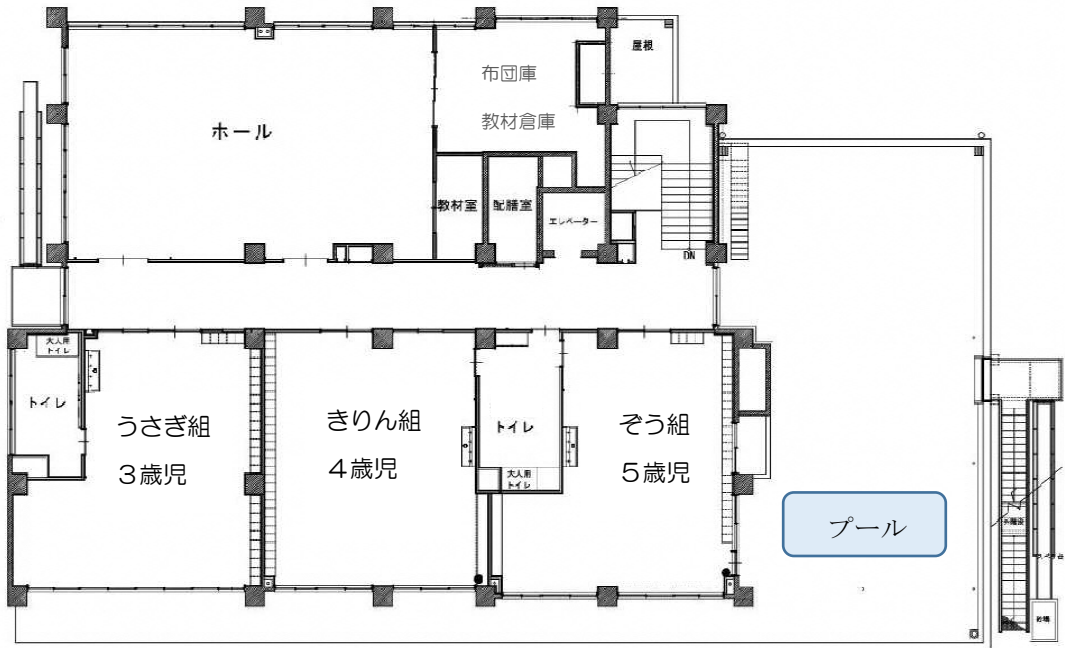 屋根
布団庫
教材倉庫
ホール
教材室
配膳室
エレベーター
DN
大人用
トイレ
トイレ
うさぎ組
3歳児
きりん組
4歳児
トイレ
大人用
トイレ
ぞう組
5歳児
プール
砂場